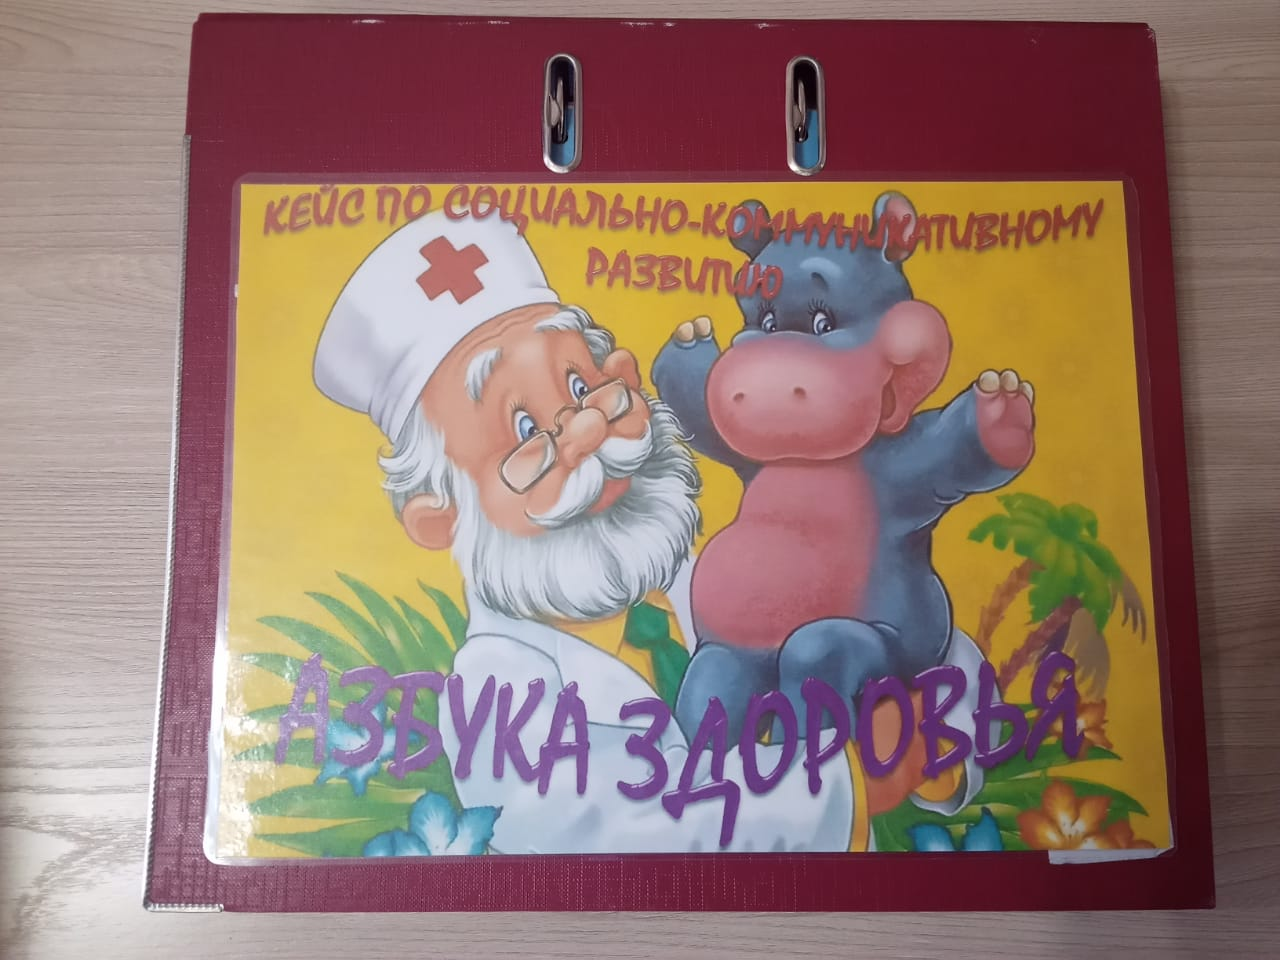 КЕЙС ПО СОЦИАЛЬНО-КОММУНИКАТИВНОМУ
РАЗВИТИЮ
АЗБУКА ЗДОРОВЬЯ